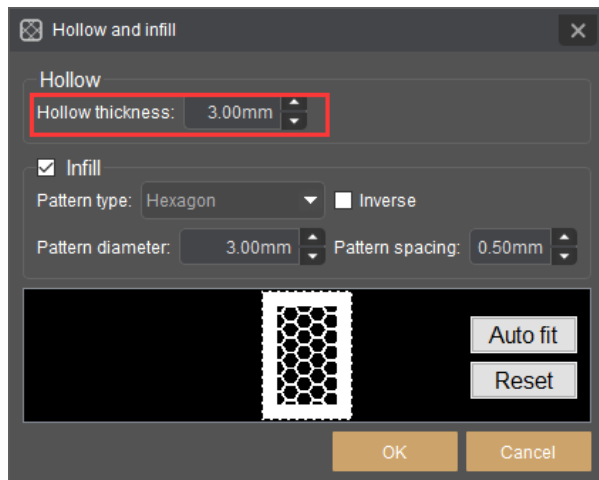 Hollow and infill
Hollow
Hollow thickness: 3.00mm
Infill
Pattern type: Hexagon Inverse
Pattern diameter: 3.00mm Pattern spacing: 0.50mm
Auto fit
Reset
OK Cancel